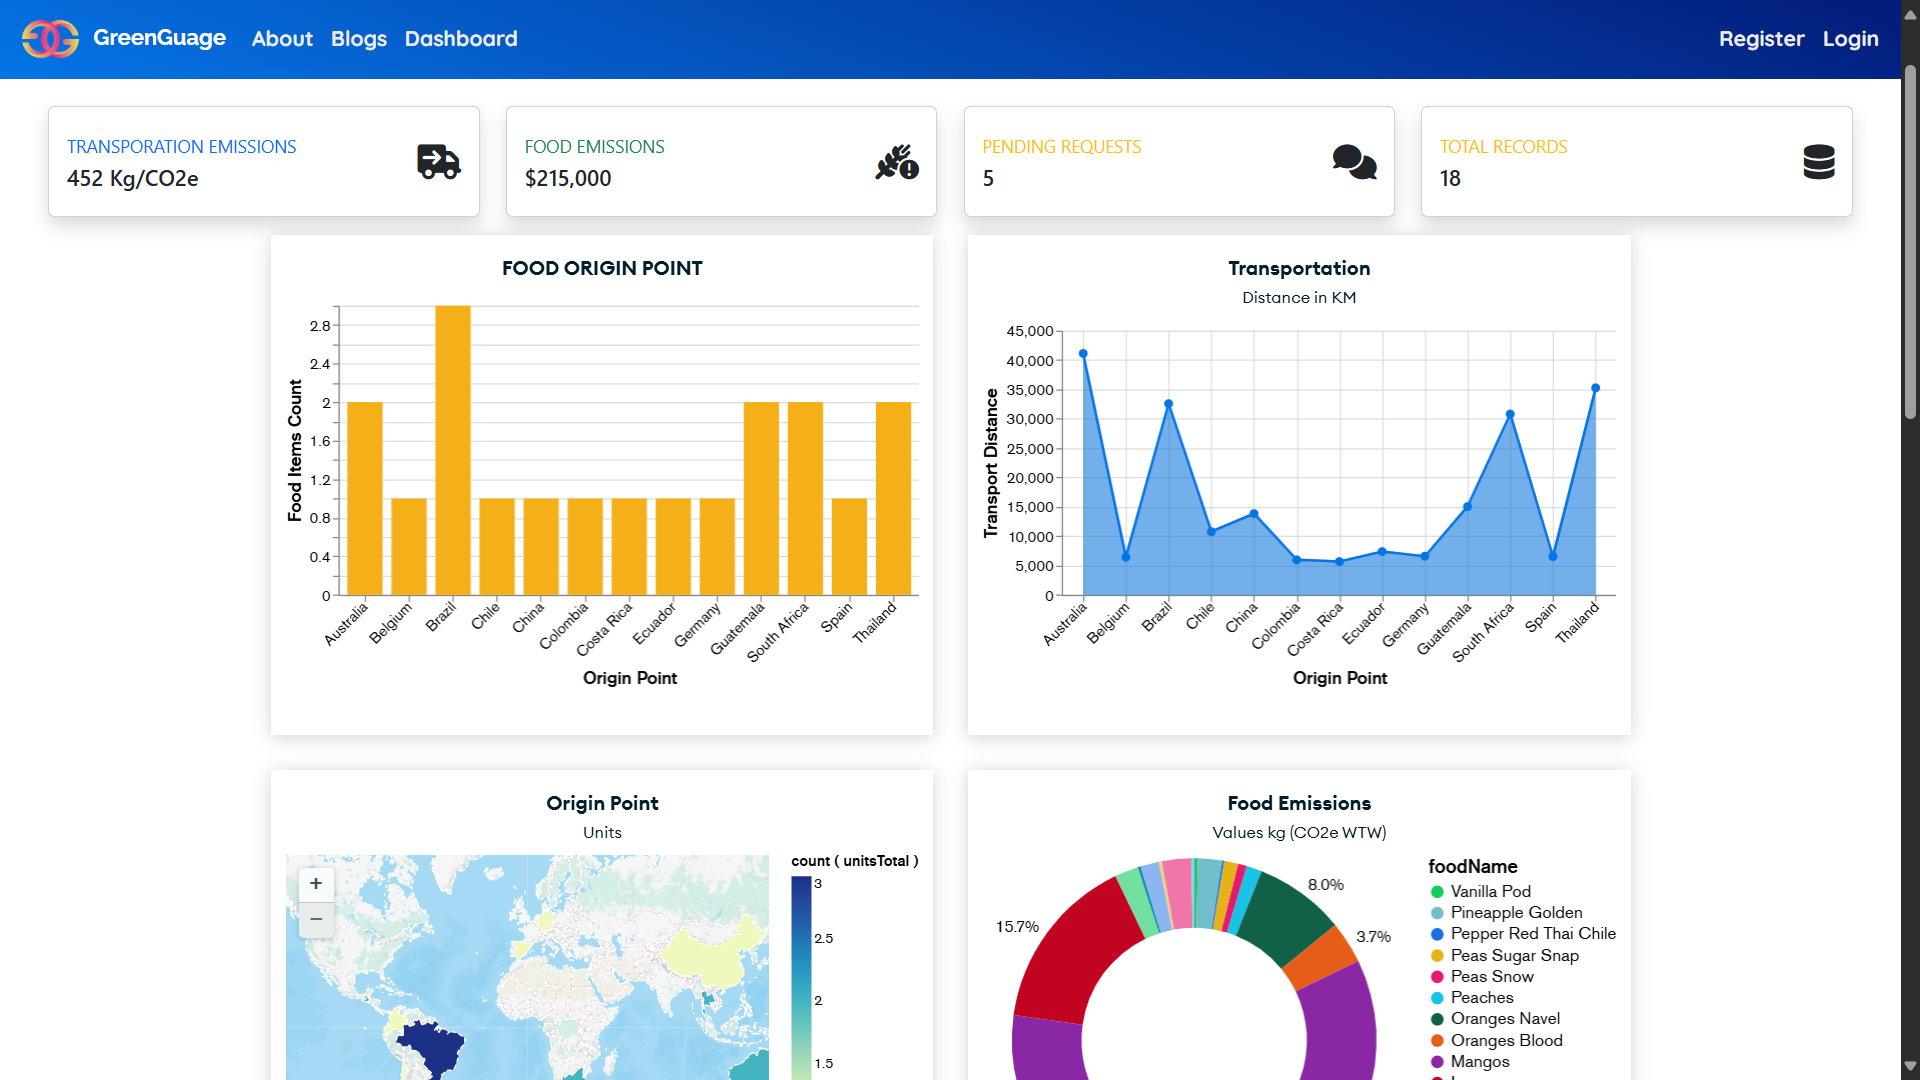 GreenGuage About Blogs Dashboard Register Login
TRANSPORATION EMISSIONS
452 Kg/CO2e
FOOD EMISSIONS
$215,000
PENDING REQUESTS
5
TOTAL RECORDS
18
FOOD ORIGIN POINT
Food Items Count
2.8
2.4
2
1.6
1.2
0.8
0.4
0
Australia
Belgium
Brazil
Chile
China
Colombia
Costa Rica
Ecuador
Germany
Guatemala
South Africa
Spain
Thailand
Origin Point
Transportation
Distance in KM
Transport Distance
45,000
40,000
35,000
30,000
25,000
20,000
15,000
10,000
5,000
0
Australia
Belgium
Brazil
Chile
China
Colombia
Costa Rica
Ecuador
Germany
Guatemala
South Africa
Spain
Thailand
Origin Point
Origin Point
Units
+
−
count ( unitsTotal )
3
2.5
2
1.5
Food Emissions
Values kg (CO2e WTW)
15.7%
8.0%
3.7%
foodName
Vanilla Pod
Pineapple Golden
Pepper Red Thai Chile
Peas Sugar Snap
Peas Snow
Peaches
Oranges Navel
Oranges Blood
Mangos